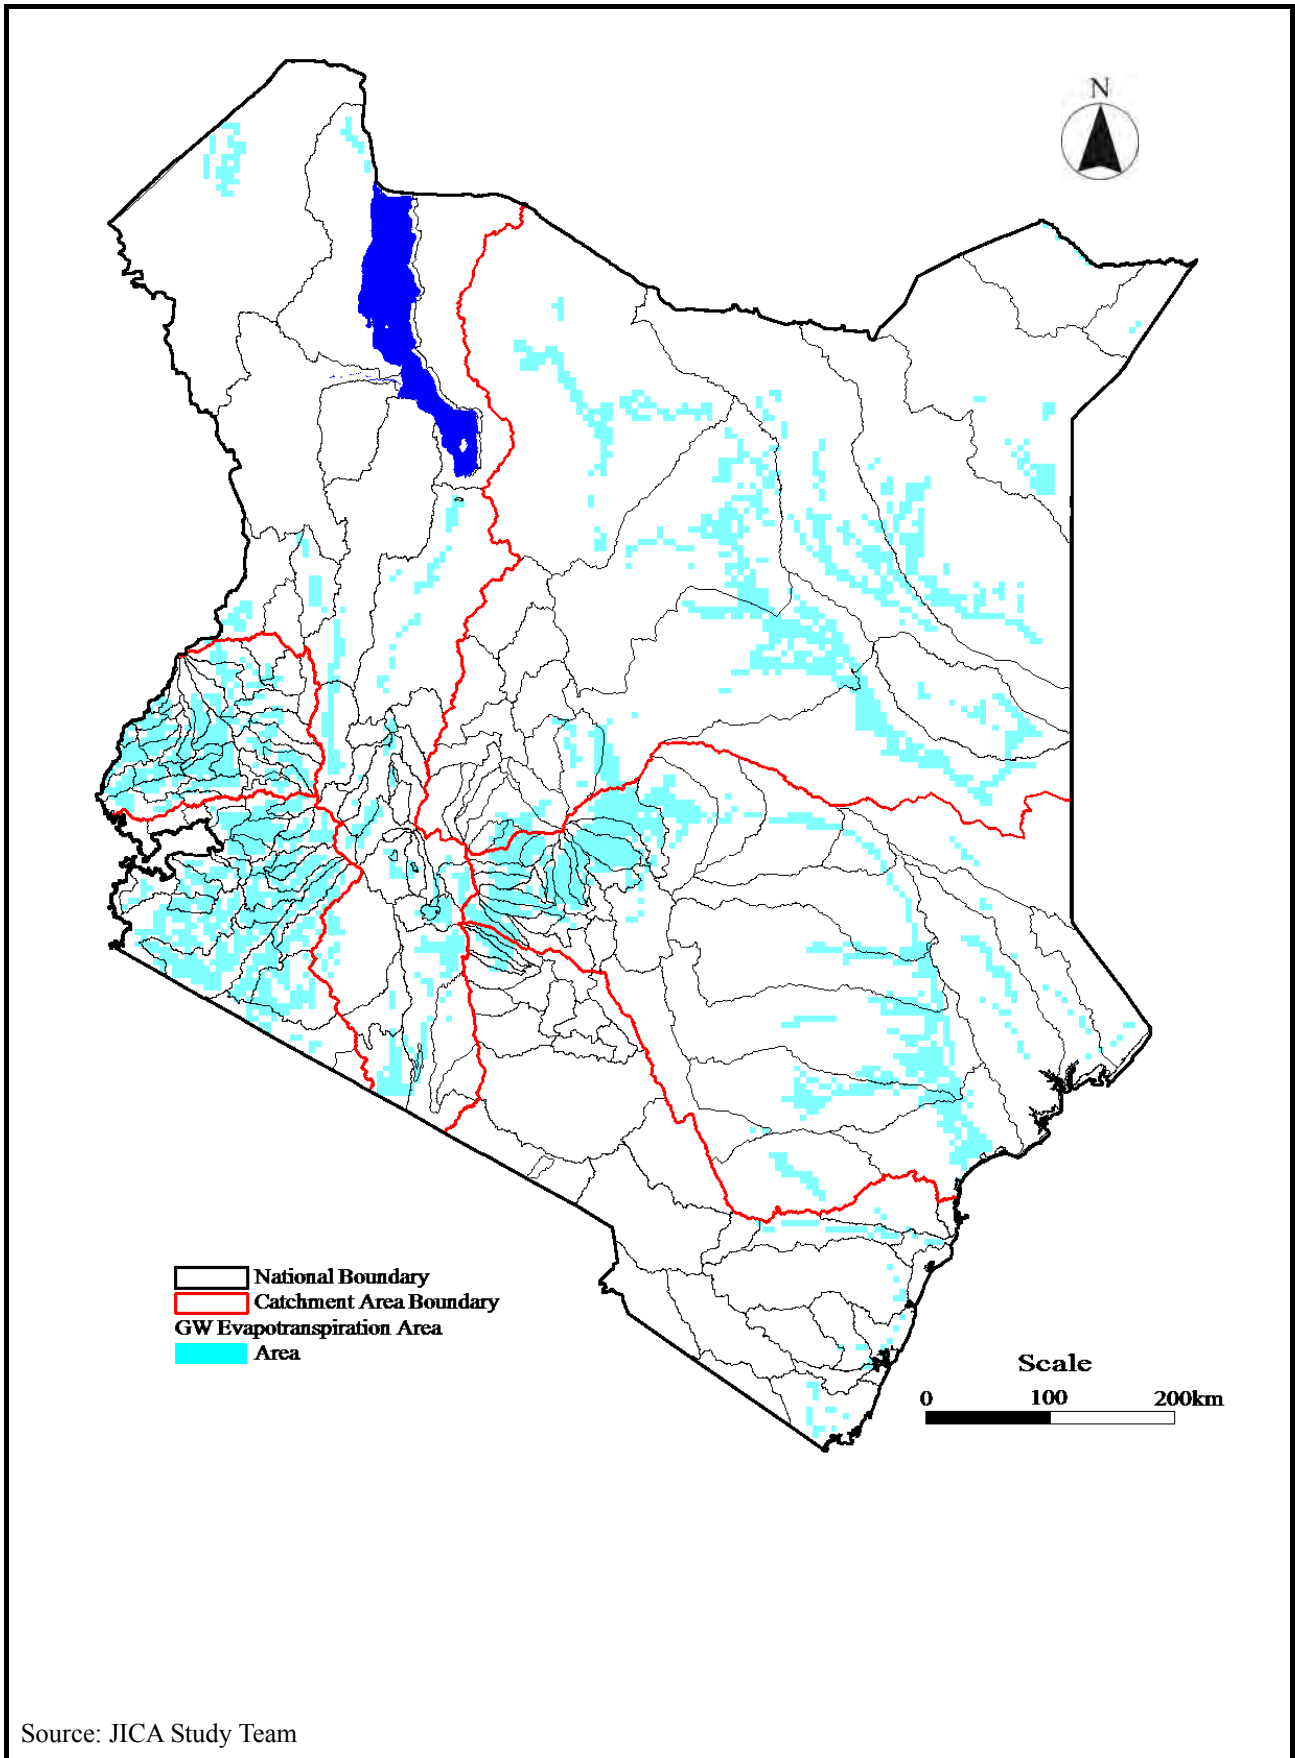 N
National Boundary
Catchment Area Boundary
GW Evapotranspiration Area
Area
Scale
0 100 200km
Source: JICA Study Team